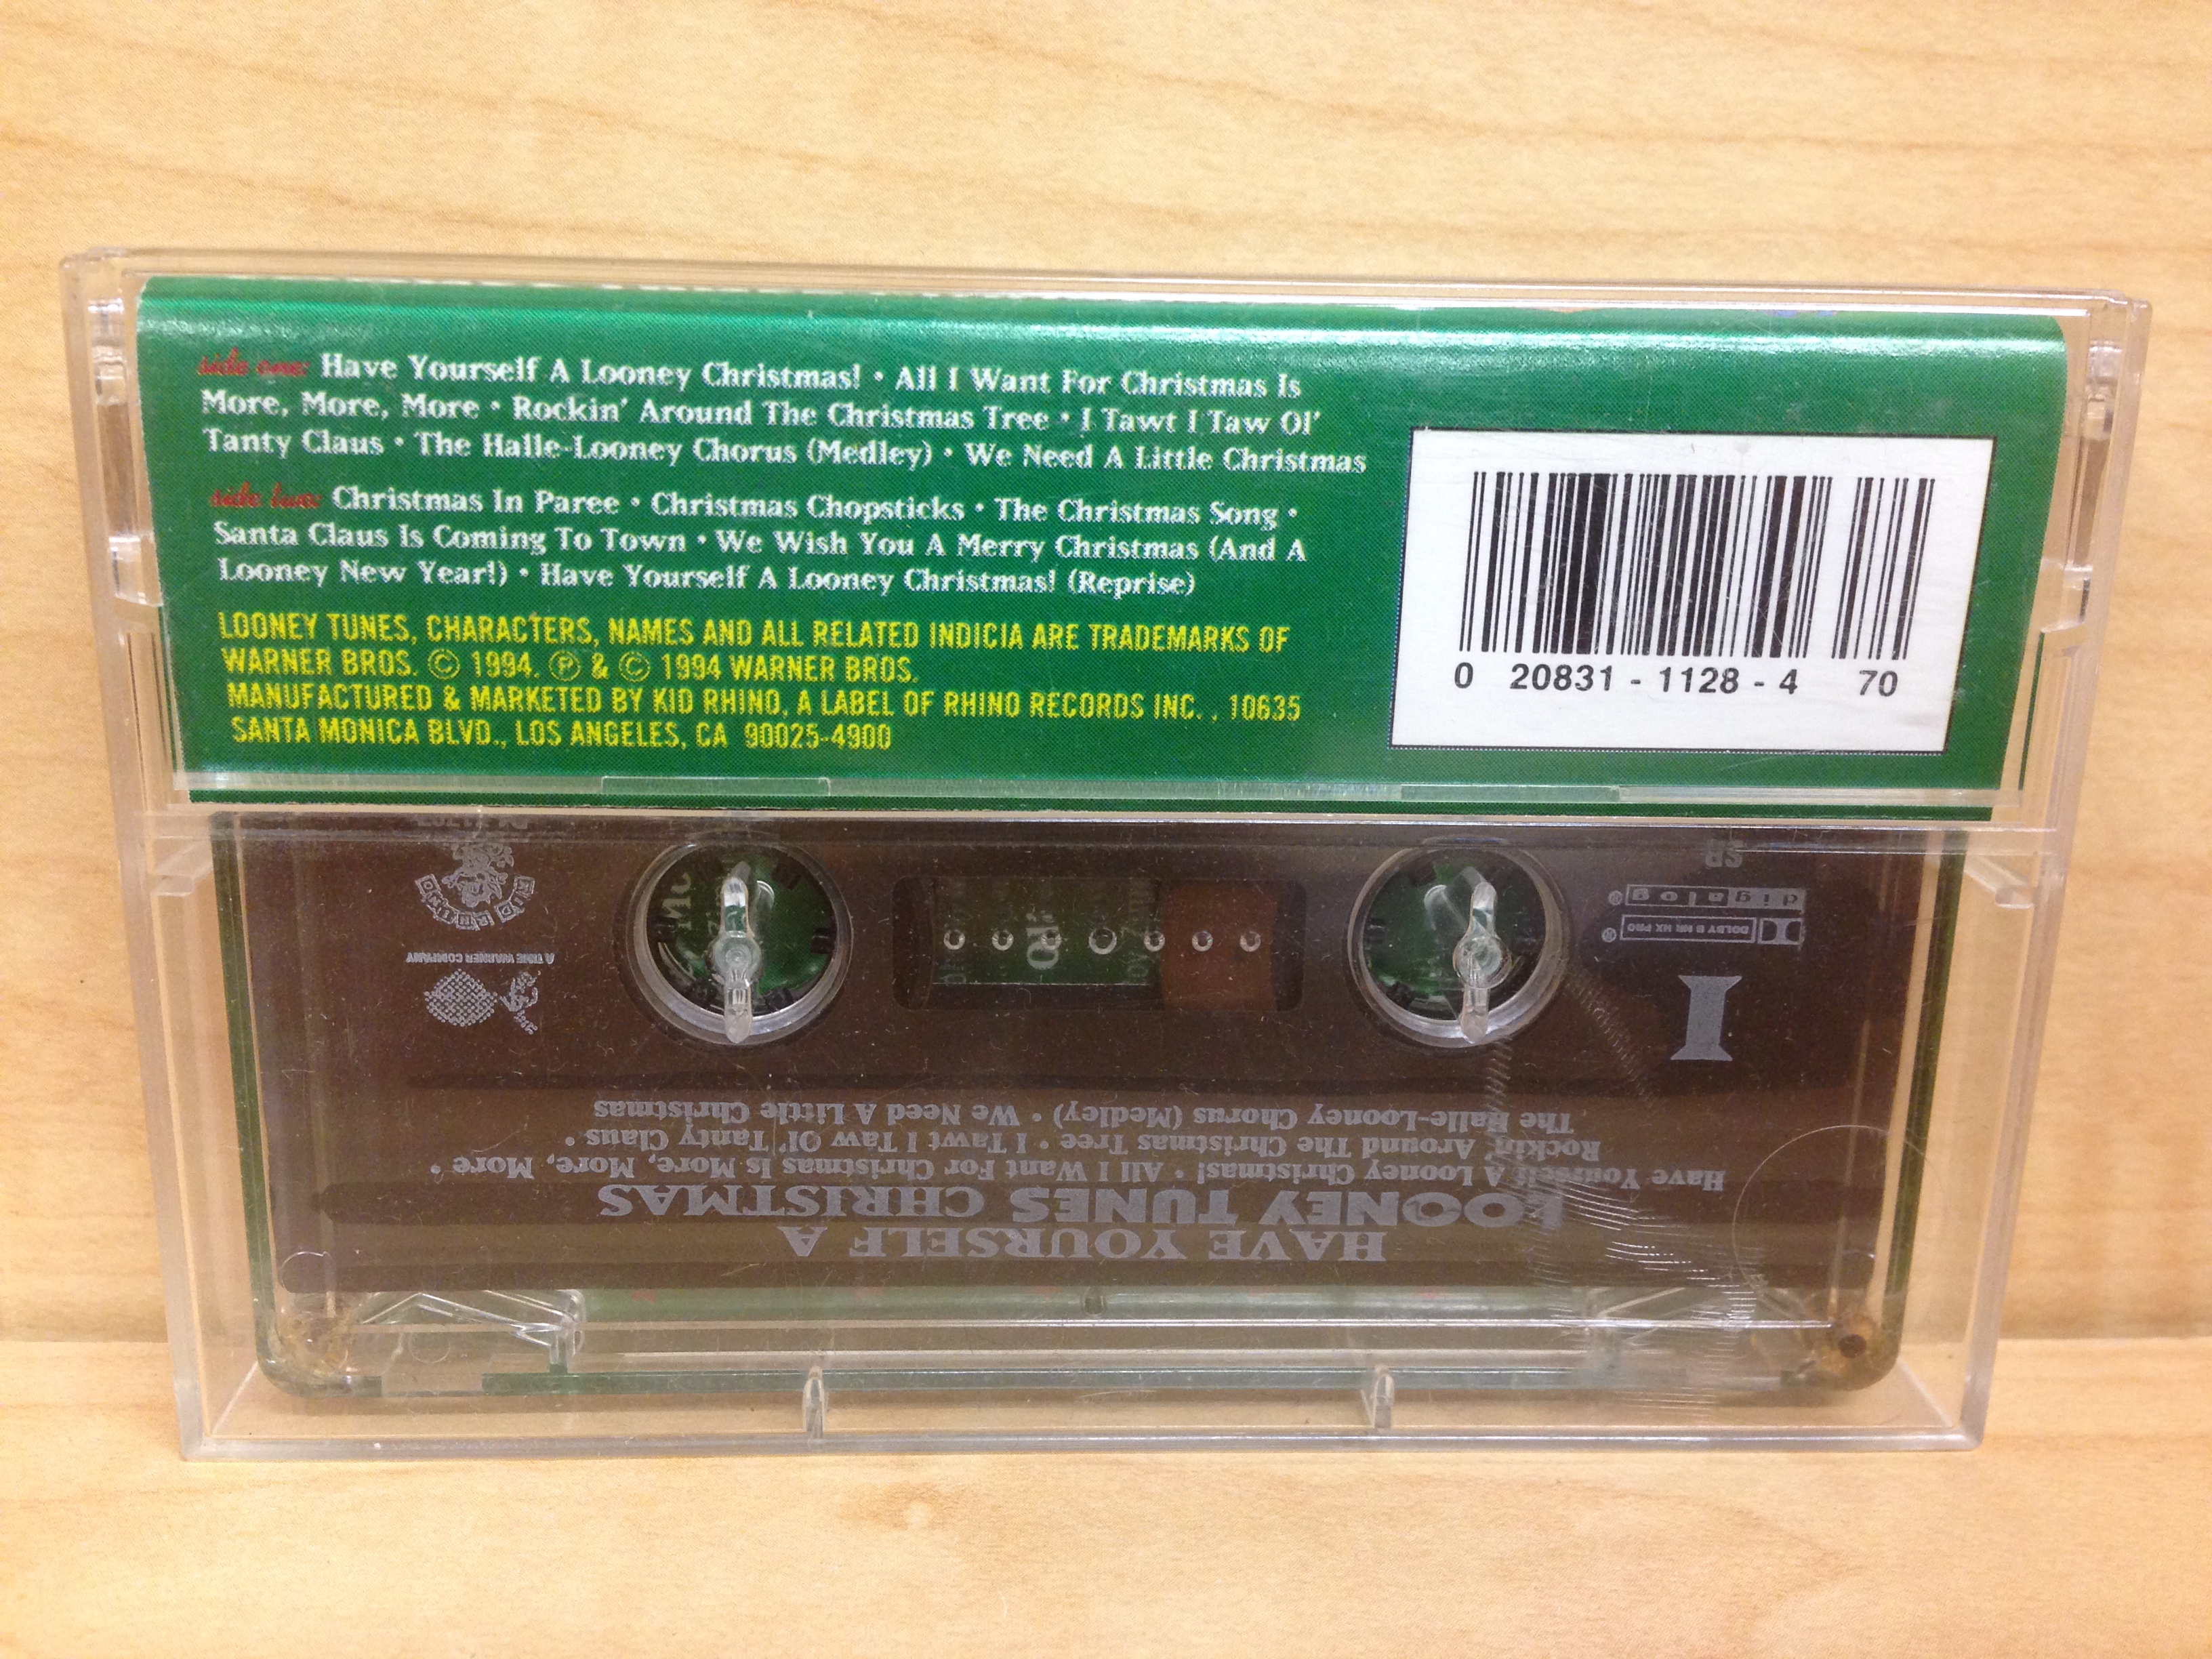 side one: Have Yourself A Looney Christmas! • All I Want For Christmas Is
More, More, More • Rockin' Around The Christmas Tree • I Tawt I Taw Ol'
Tanty Claus • The Halle-Looney Chorus (Medley) • We Need A Little Christmas
side two: Christmas In Paree • Christmas Chopsticks • The Christmas Song •
Santa Claus Is Coming To Town • We Wish You A Merry Christmas (And A
Looney New Year!) • Have Yourself A Looney Christmas! (Reprise)
LOONEY TUNES, CHARACTERS, NAMES AND ALL RELATED INDICIA ARE TRADEMARKS OF
WARNER BROS. © 1994. ℗ & © 1994 WARNER BROS.
MANUFACTURED & MARKETED BY KID RHINO, A LABEL OF RHINO RECORDS INC., 10635
SANTA MONICA BLVD., LOS ANGELES, CA 90025-4900
0 20831 - 1128 - 4 70
HAVE YOURSELF A
LOONEY TUNES CHRISTMAS
Have Yourself A Looney Christmas! • All I Want For Christmas Is More, More, More •
Rockin' Around The Christmas Tree • I Tawt I Taw Ol' Tanty Claus •
The Halle-Looney Chorus (Medley) • We Need A Little Christmas
I
DOLBY B NR HX PRO
digalog®
SR
A TIME WARNER COMPANY
KID RHINO